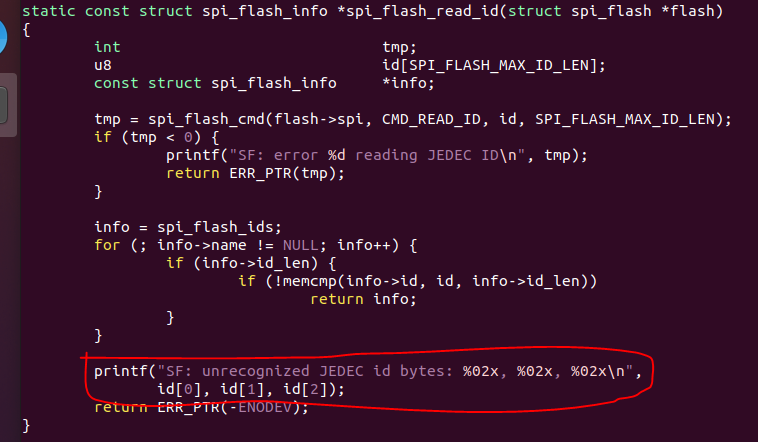 static const struct spi_flash_info *spi_flash_read_id(struct spi_flash *flash)
{
        int                             tmp;
        u8                              id[SPI_FLASH_MAX_ID_LEN];
        const struct spi_flash_info     *info;

        tmp = spi_flash_cmd(flash->spi, CMD_READ_ID, id, SPI_FLASH_MAX_ID_LEN);
        if (tmp < 0) {
                printf("SF: error %d reading JEDEC ID\n", tmp);
                return ERR_PTR(tmp);
        }

        info = spi_flash_ids;
        for (; info->name != NULL; info++) {
                if (info->id_len) {
                        if (!memcmp(info->id, id, info->id_len))
                                return info;
                }
        }

        printf("SF: unrecognized JEDEC id bytes: %02x, %02x, %02x\n",
               id[0], id[1], id[2]);
        return ERR_PTR(-ENODEV);
}